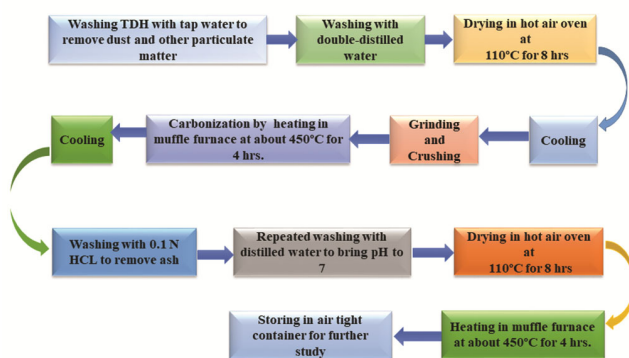 Washing TDH with tap water to
remove dust and other particulate
matter
Washing with
double-distilled
water
Drying in hot air oven
at
110°C for 8 hrs
Cooling
Grinding
and
Crushing
Carbonization by heating in
muffle furnace at about 450°C for
4 hrs.
Cooling
Washing with 0.1 N
HCL to remove ash
Repeated washing with
distilled water to bring pH to
7
Drying in hot air oven
at
110°C for 8 hrs
Heating in muffle furnace
at about 450°C for 4 hrs.
Storing in air tight
container for further
study